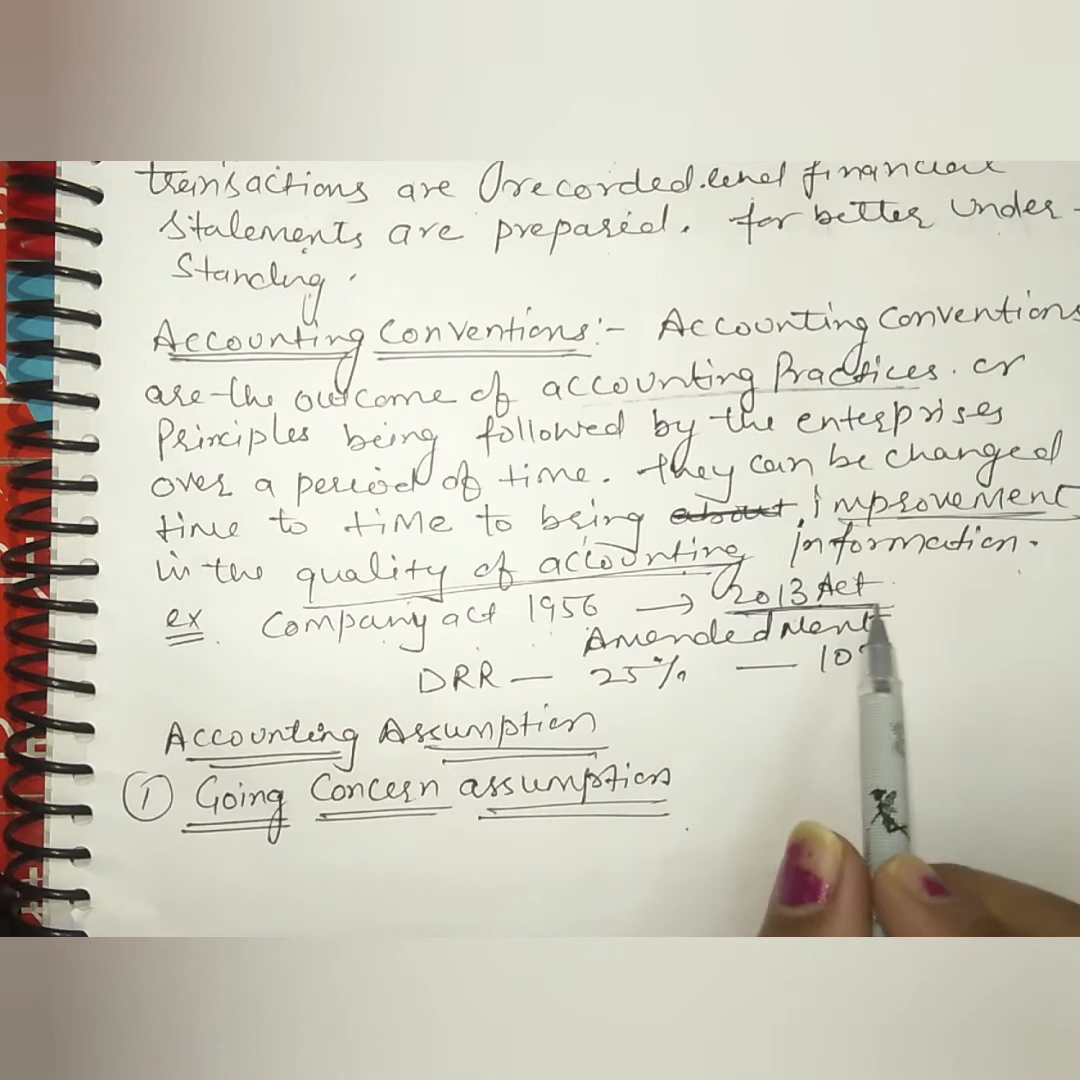 transactions are recorded. financial
Statements are prepared. for better Under-
Standing.
Accounting Conventions:- Accounting Conventions
are the outcome of accounting Practices. or
Principles being followed by the enterprises
over a period of time. they can be changed
time to time to being about improvement
in the quality of accounting information.
ex Company act 1956 → 2013 Act
Amendedment
DRR — 25% — 10
Accounting Assumption
① Going Concern assumption